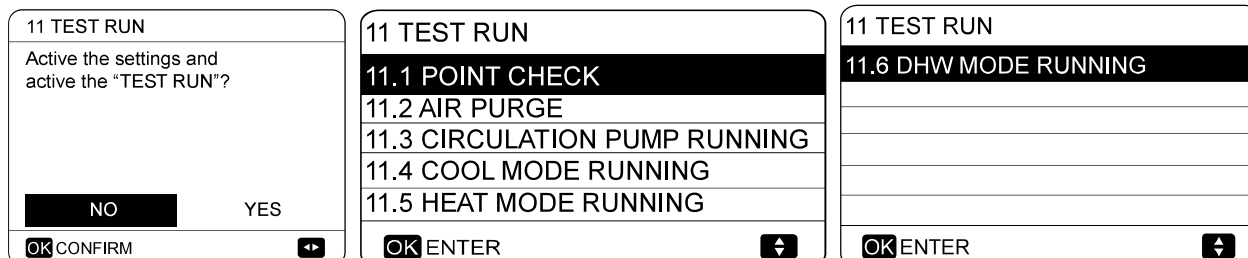 11 TEST RUN
Active the settings and
active the “TEST RUN”?
NO YES
OK CONFIRM
11 TEST RUN
11.1 POINT CHECK
11.2 AIR PURGE
11.3 CIRCULATION PUMP RUNNING
11.4 COOL MODE RUNNING
11.5 HEAT MODE RUNNING
OK ENTER
11 TEST RUN
11.6 DHW MODE RUNNING
OK ENTER